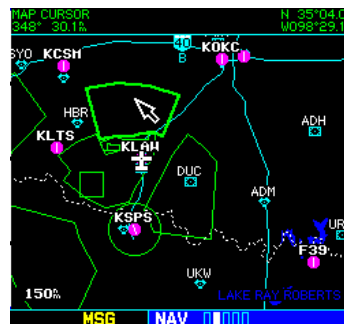 MAP CURSOR N 35°04.0
348° 30.1nm W098°29.1
40
B
SYO KCSM KOKC
HBR
ADH
KLTS KLAW
DUC
ADM
KSPS
UR
F39
UKW
150nm LAKE RAY ROBERTS
MSG NAV